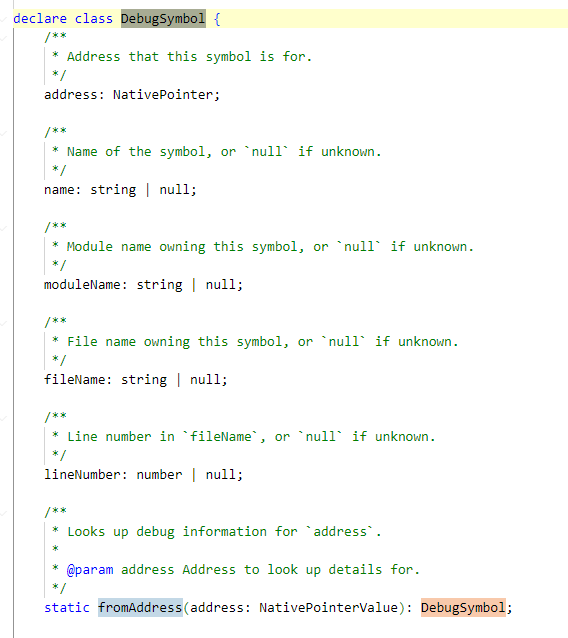 declare class DebugSymbol {
/**
* Address that this symbol is for.
*/
address: NativePointer;
/**
* Name of the symbol, or `null` if unknown.
*/
name: string | null;
/**
* Module name owning this symbol, or `null` if unknown.
*/
moduleName: string | null;
/**
* File name owning this symbol, or `null` if unknown.
*/
fileName: string | null;
/**
* Line number in `fileName`, or `null` if unknown.
*/
lineNumber: number | null;
/**
* Looks up debug information for `address`.
*
* @param address Address to look up details for.
*/
static fromAddress(address: NativePointerValue): DebugSymbol;